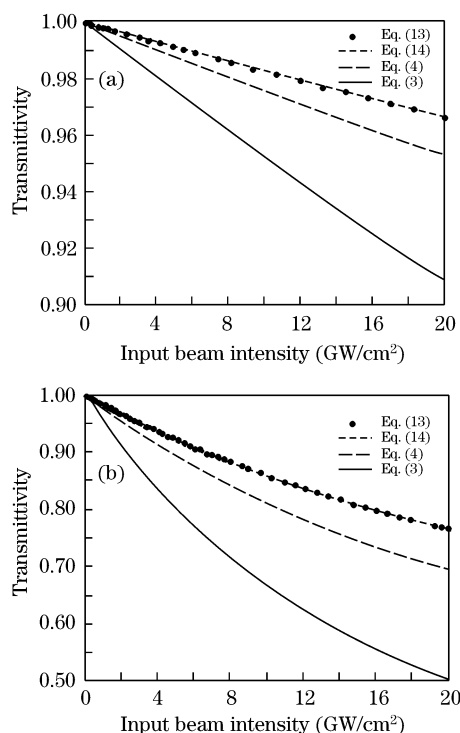 1.00
0.98
0.96
0.94
0.92
0.90
Transmittivity
(a)
Eq. (13)
Eq. (14)
Eq. (4)
Eq. (3)
0 4 8 12 16 20
Input beam intensity (GW/cm²)
1.00
0.90
0.80
0.70
0.60
0.50
Transmittivity
(b)
Eq. (13)
Eq. (14)
Eq. (4)
Eq. (3)
0 4 8 12 16 20
Input beam intensity (GW/cm²)